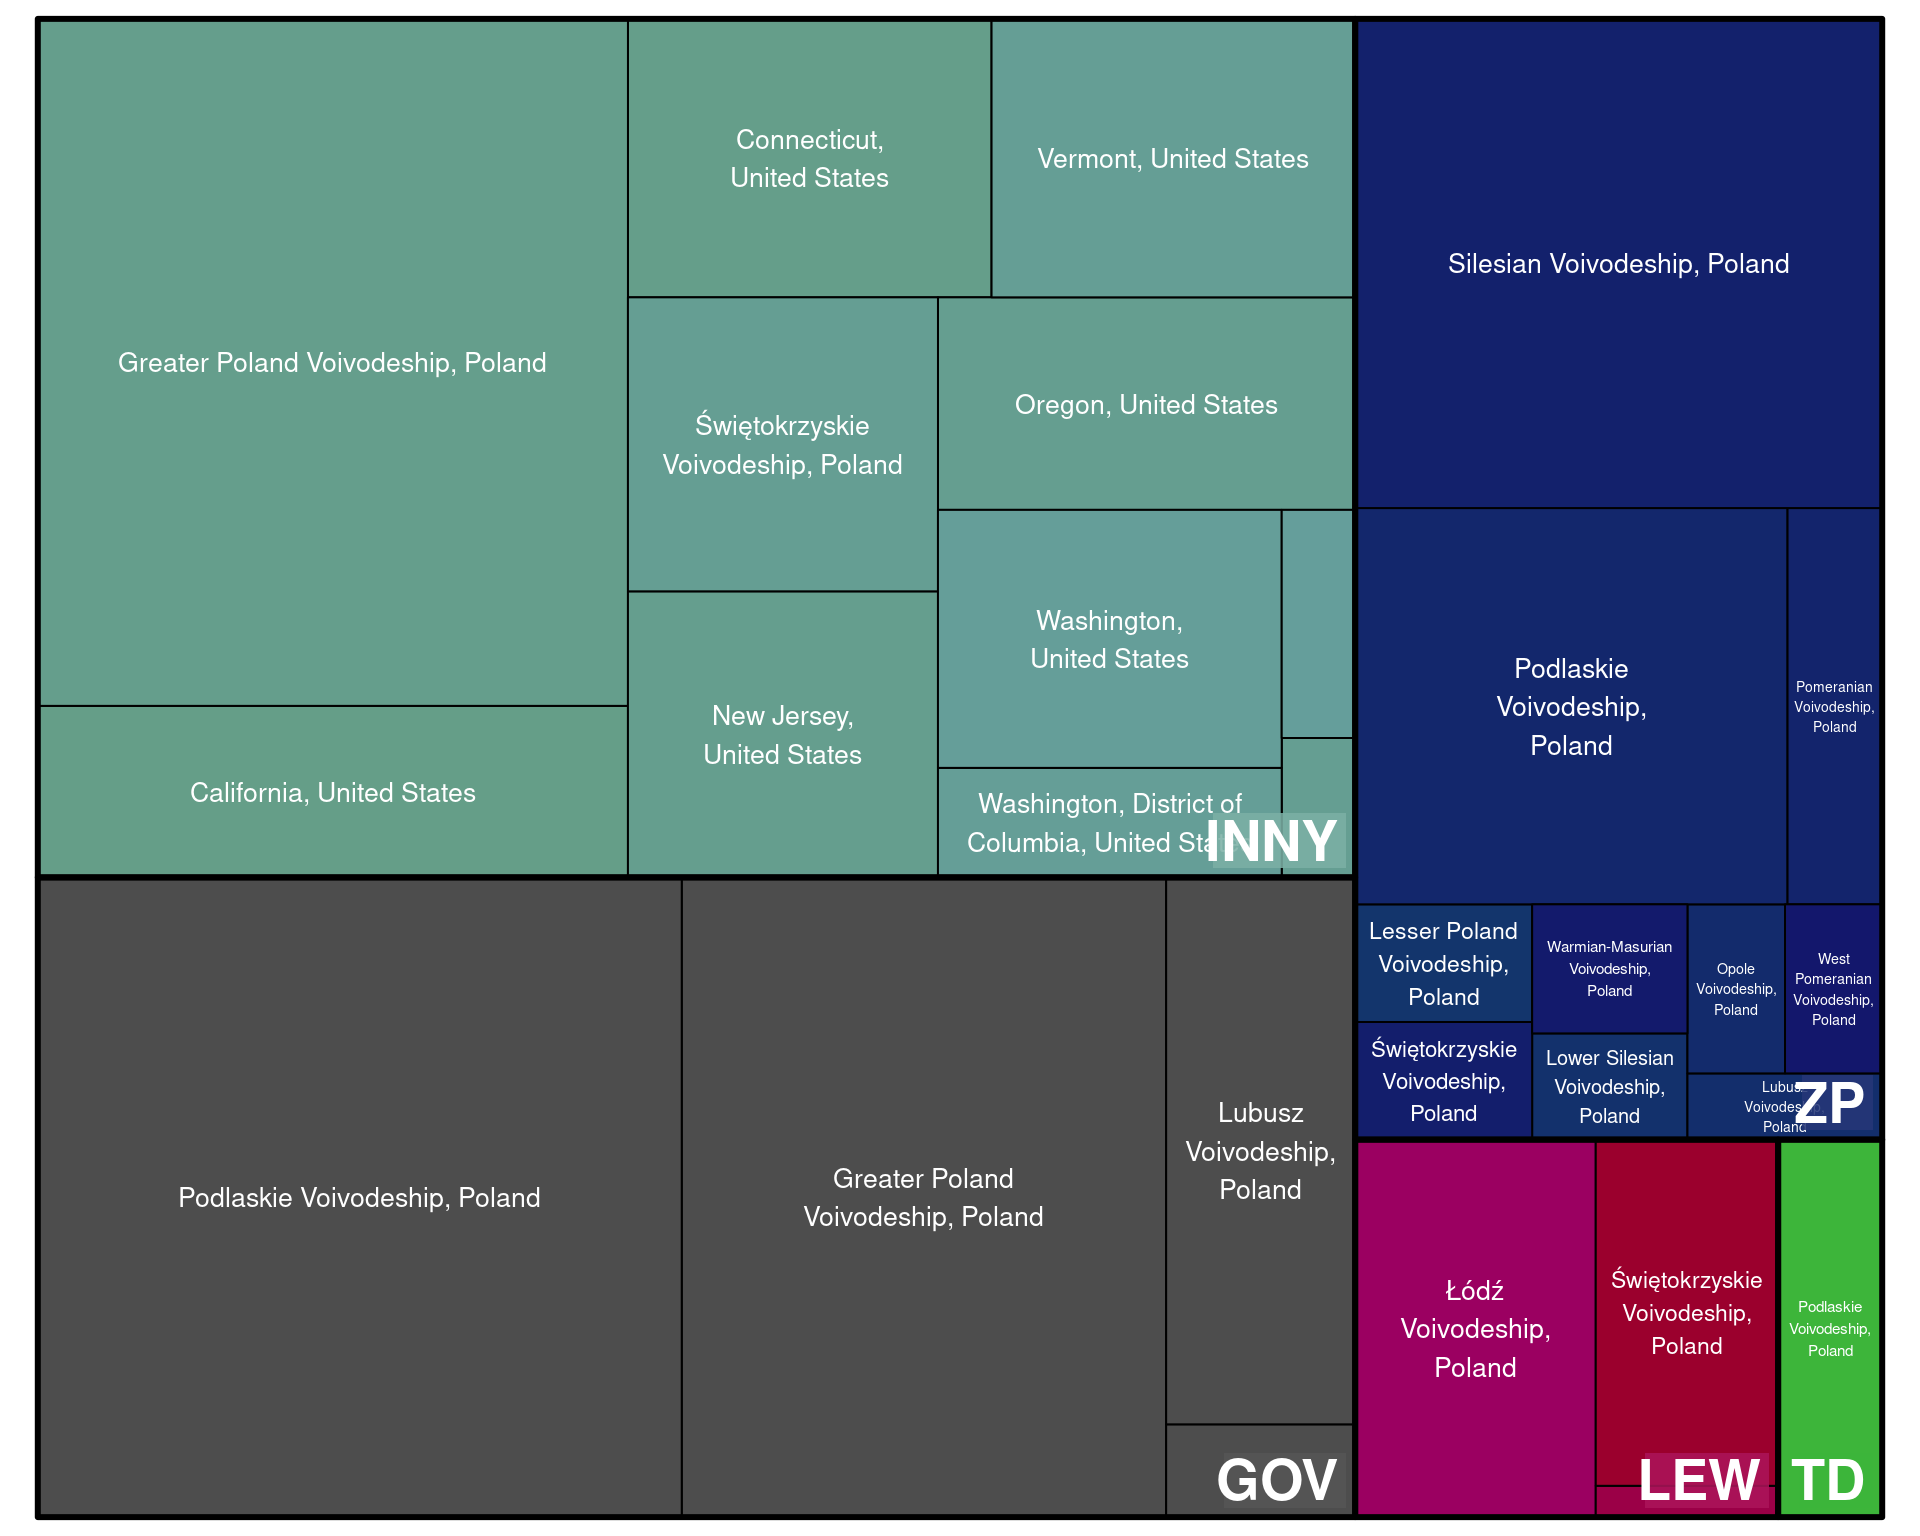 Greater Poland Voivodeship, Poland
California, United States
Connecticut,
United States
Vermont, United States
Świętokrzyskie
Voivodeship, Poland
Oregon, United States
New Jersey,
United States
Washington,
United States
Washington, District of
Columbia, United States
INNY
Podlaskie Voivodeship, Poland
Greater Poland
Voivodeship, Poland
Lubusz
Voivodeship,
Poland
GOV
Silesian Voivodeship, Poland
Podlaskie
Voivodeship,
Poland
Pomeranian
Voivodeship,
Poland
Lesser Poland
Voivodeship,
Poland
Świętokrzyskie
Voivodeship,
Poland
Warmian-Masurian
Voivodeship,
Poland
Lower Silesian
Voivodeship,
Poland
Opole
Voivodeship,
Poland
West
Pomeranian
Voivodeship,
Poland
Lubusz
Voivodeship,
Poland
ZP
Łódź
Voivodeship,
Poland
Świętokrzyskie
Voivodeship,
Poland
LEW
Podlaskie
Voivodeship,
Poland
TD